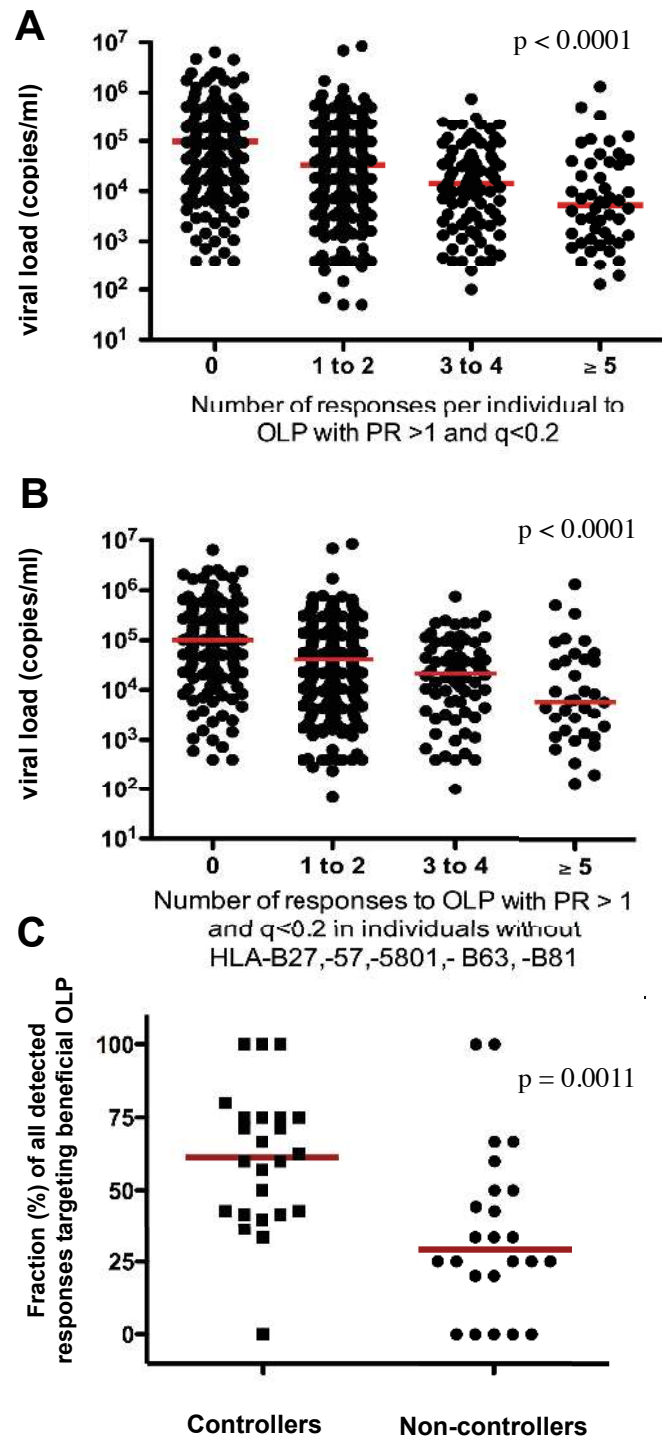 A
p < 0.0001
viral load (copies/ml)
10⁷
10⁶
10⁵
10⁴
10³
10²
10¹
0 1 to 2 3 to 4 ≥ 5
Number of responses per individual to
OLP with PR >1 and q<0.2
B
p < 0.0001
viral load (copies/ml)
10⁷
10⁶
10⁵
10⁴
10³
10²
10¹
0 1 to 2 3 to 4 ≥ 5
Number of responses to OLP with PR > 1
and q<0.2 in individuals without
HLA-B27,-57,-5801,- B63, -B81
C
p = 0.0011
Fraction (%) of all detected
responses targeting beneficial OLP
100
75
50
25
0
Controllers Non-controllers